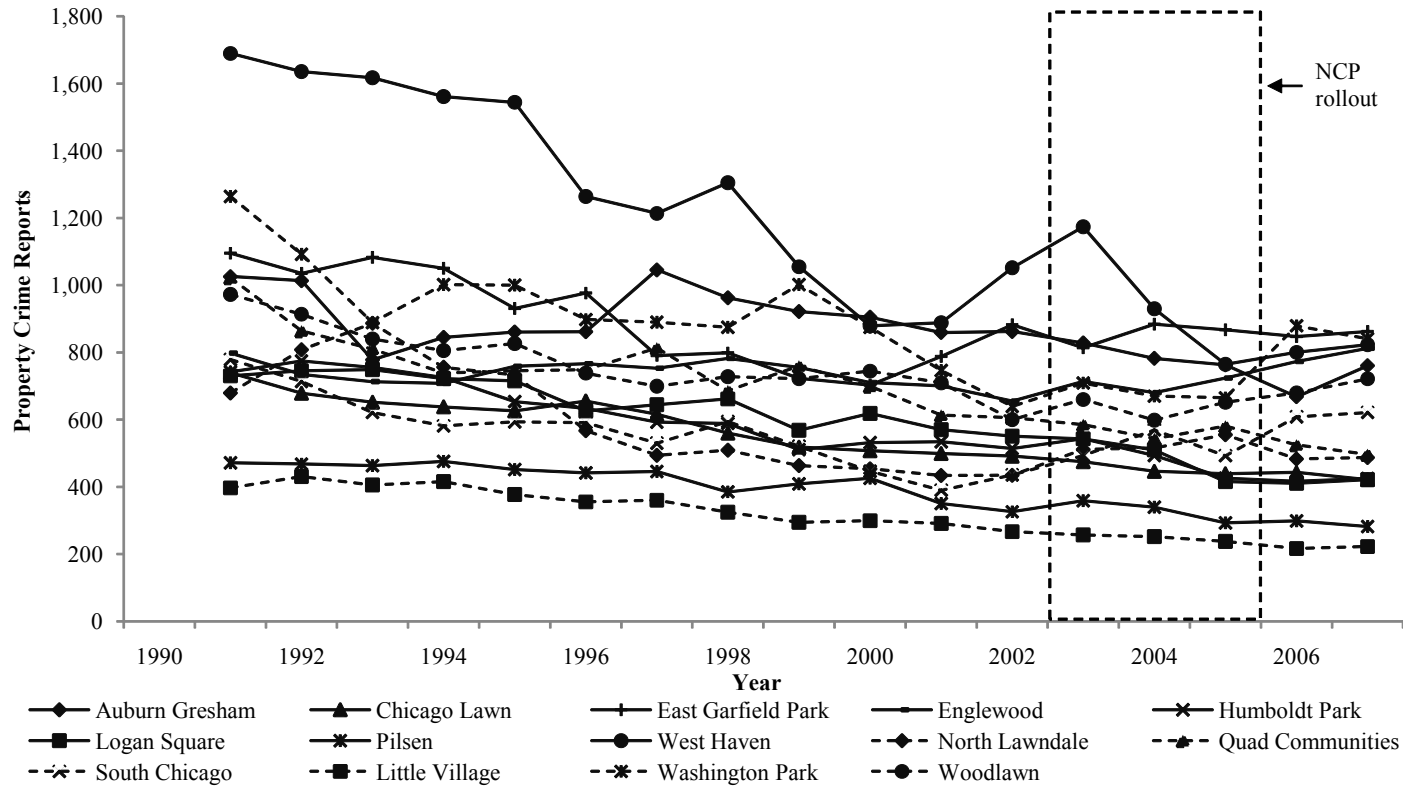 1,800
1,600
1,400
1,200
1,000
800
600
400
200
0
Property Crime Reports
NCP
rollout
1990 1992 1994 1996 1998 2000 2002 2004 2006
Year
Auburn Gresham Chicago Lawn East Garfield Park Englewood Humboldt Park
Logan Square Pilsen West Haven North Lawndale Quad Communities
South Chicago Little Village Washington Park Woodlawn